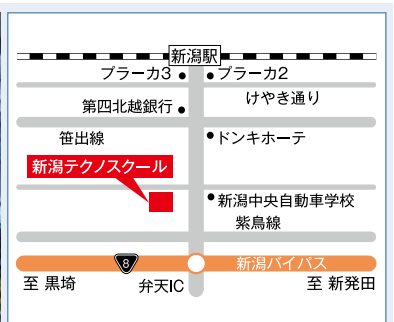 新潟駅
プラーカ3
プラーカ2
けやき通り
第四北越銀行
笹出線
ドンキホーテ
新潟テクノスクール
新潟中央自動車学校
紫鳥線
8
新潟バイパス
至 黒埼
弁天IC
至 新発田